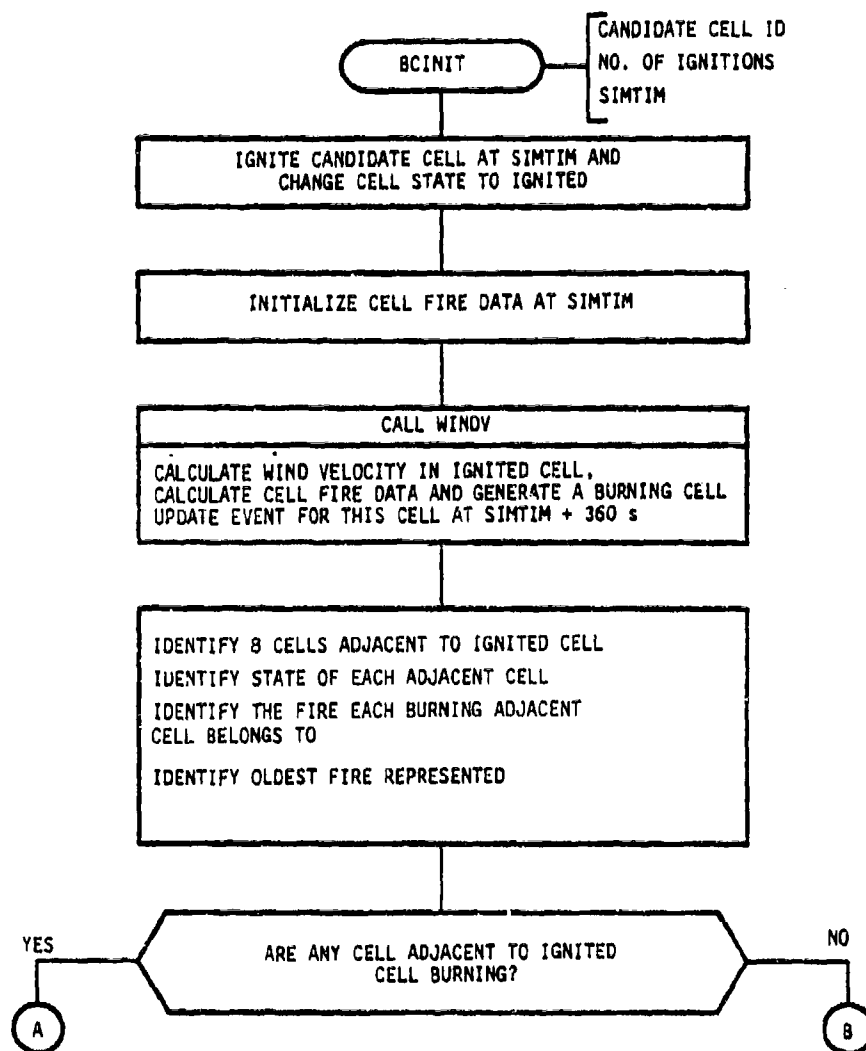 BCINIT
CANDIDATE CELL ID
NO. OF IGNITIONS
SIMTIM
IGNITE CANDIDATE CELL AT SIMTIM AND
CHANGE CELL STATE TO IGNITED
INITIALIZE CELL FIRE DATA AT SIMTIM
CALL WINDV
CALCULATE WIND VELOCITY IN IGNITED CELL,
CALCULATE CELL FIRE DATA AND GENERATE A BURNING CELL
UPDATE EVENT FOR THIS CELL AT SIMTIM + 360 s
IDENTIFY 8 CELLS ADJACENT TO IGNITED CELL
IDENTIFY STATE OF EACH ADJACENT CELL
IDENTIFY THE FIRE EACH BURNING ADJACENT
CELL BELONGS TO
IDENTIFY OLDEST FIRE REPRESENTED
YES
ARE ANY CELL ADJACENT TO IGNITED
CELL BURNING?
NO
A
B